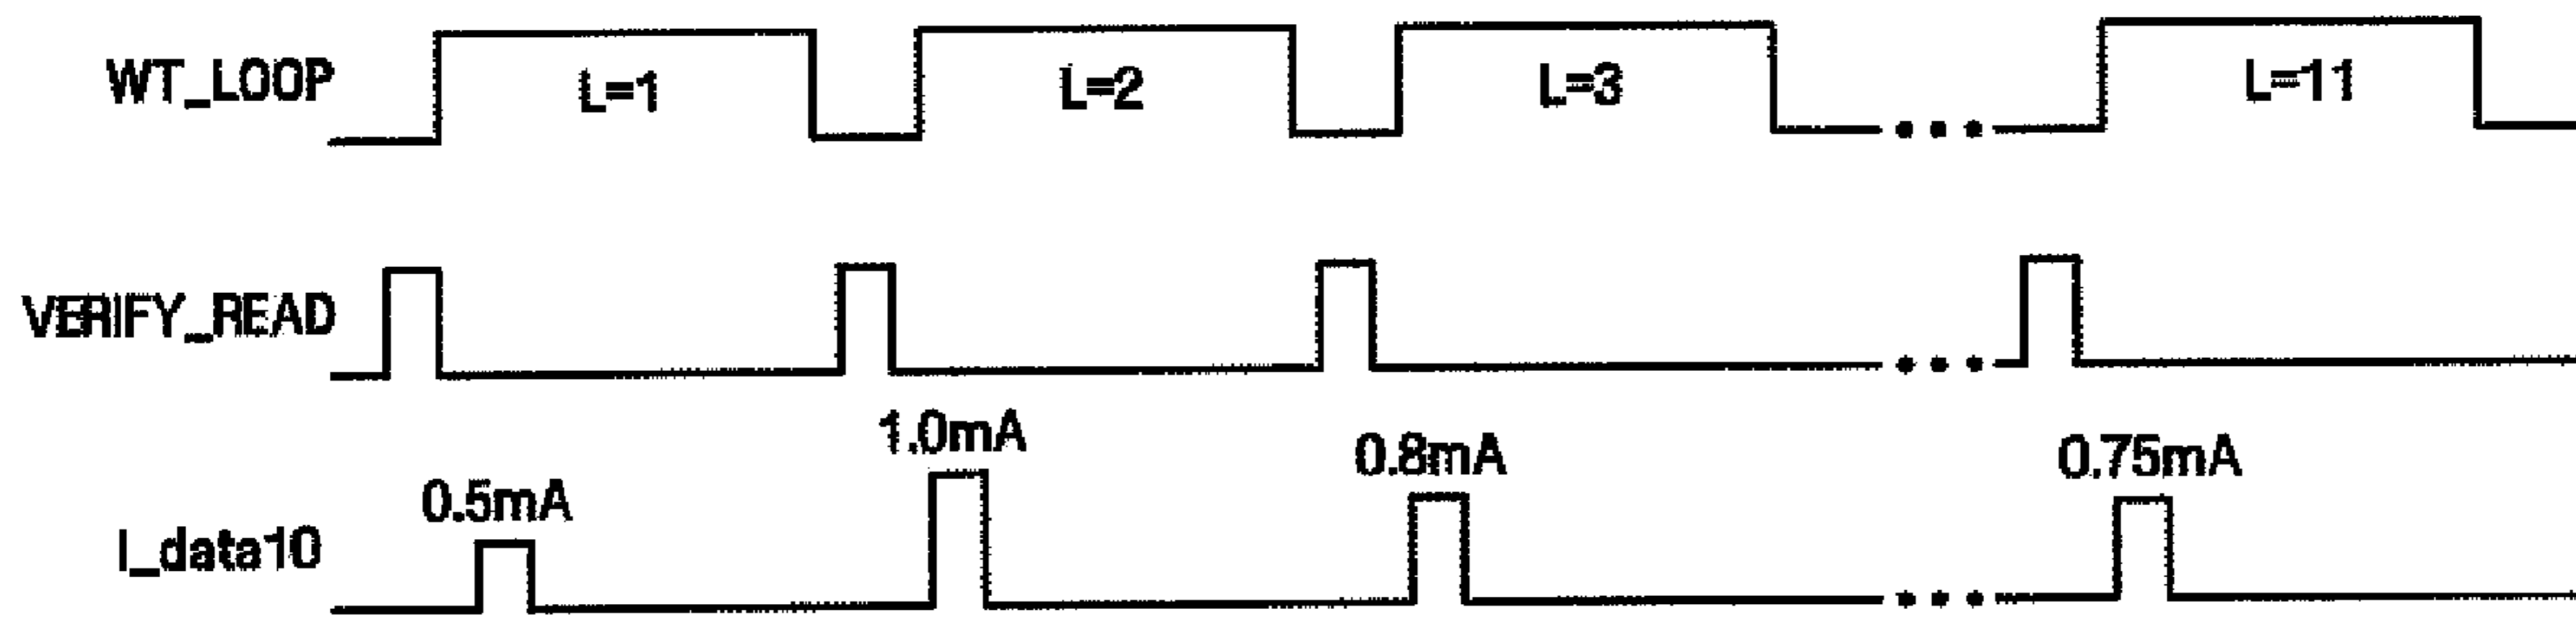 WT_LOOP L=1 L=2 L=3 L=11
VERIFY_READ
1.0mA 0.8mA 0.75mA
0.5mA
I_data10